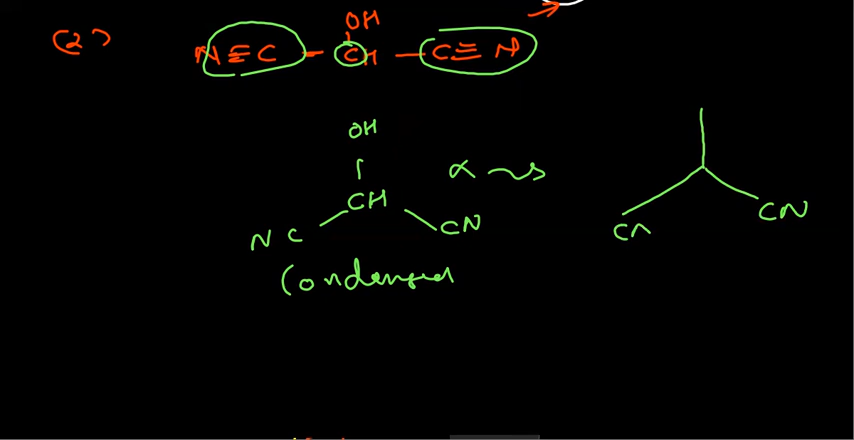 (2) N≡C–CH–C≡N
OH
OH
CH
NC CN
Condensed
CN CN